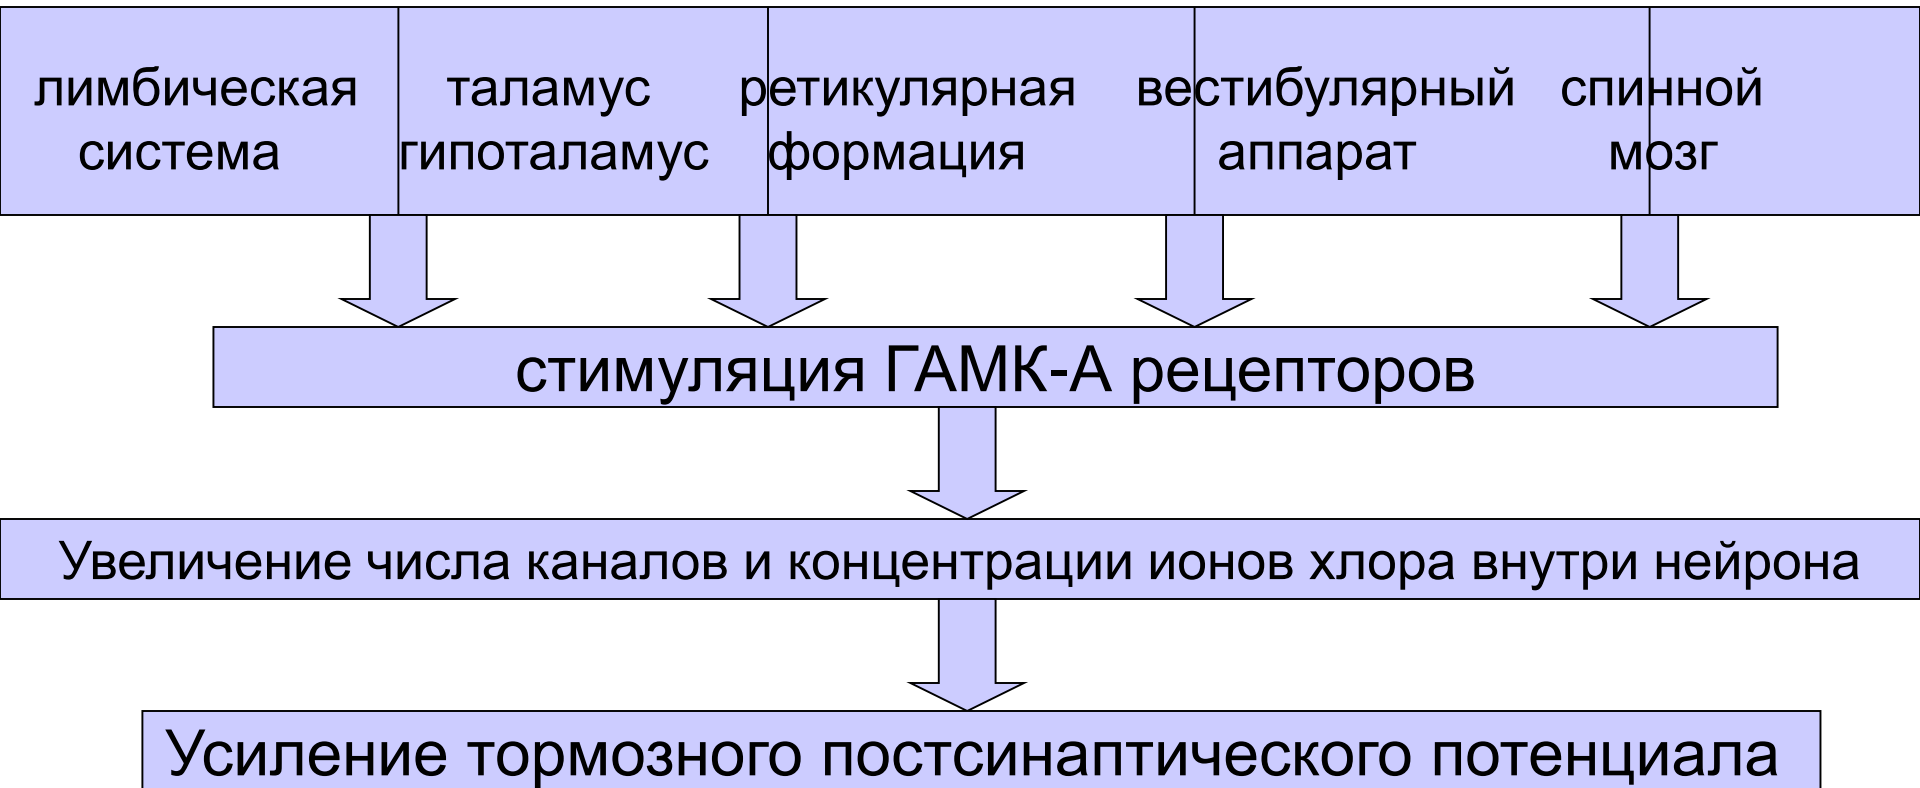 лимбическая таламус ретикулярная вестибулярный спинной
система гипоталамус формация аппарат мозг
стимуляция ГАМК-А рецепторов
Увеличение числа каналов и концентрации ионов хлора внутри нейрона
Усиление тормозного постсинаптического потенциала